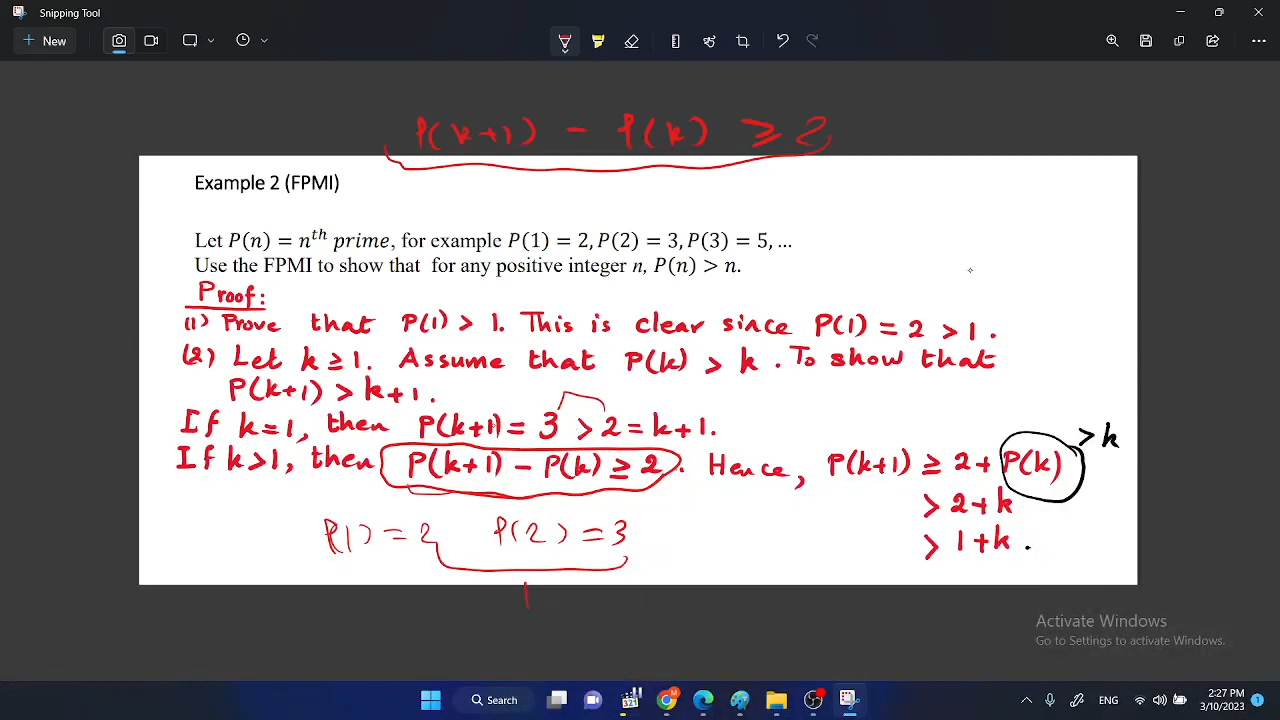 Snipping Tool
New
P(k+1) - P(k) ≥ 2
Example 2 (FPMI)
Let P(n) = nᵗʰ prime, for example P(1) = 2, P(2) = 3, P(3) = 5, ...
Use the FPMI to show that for any positive integer n, P(n) > n.
Proof:
(1) Prove that P(1) > 1. This is clear since P(1) = 2 > 1.
(2) Let k ≥ 1. Assume that P(k) > k. To show that
P(k+1) > k+1.
If k=1, then P(k+1) = 3 > 2 = k+1.
If k>1, then P(k+1) - P(k) ≥ 2. Hence, P(k+1) ≥ 2 + P(k) > k
> 2+k
> 1+k.
P(1) = 2 P(2) = 3
1
Activate Windows
Go to Settings to activate Windows.
Search
321
M
ENG
2:27 PM
3/10/2023
1